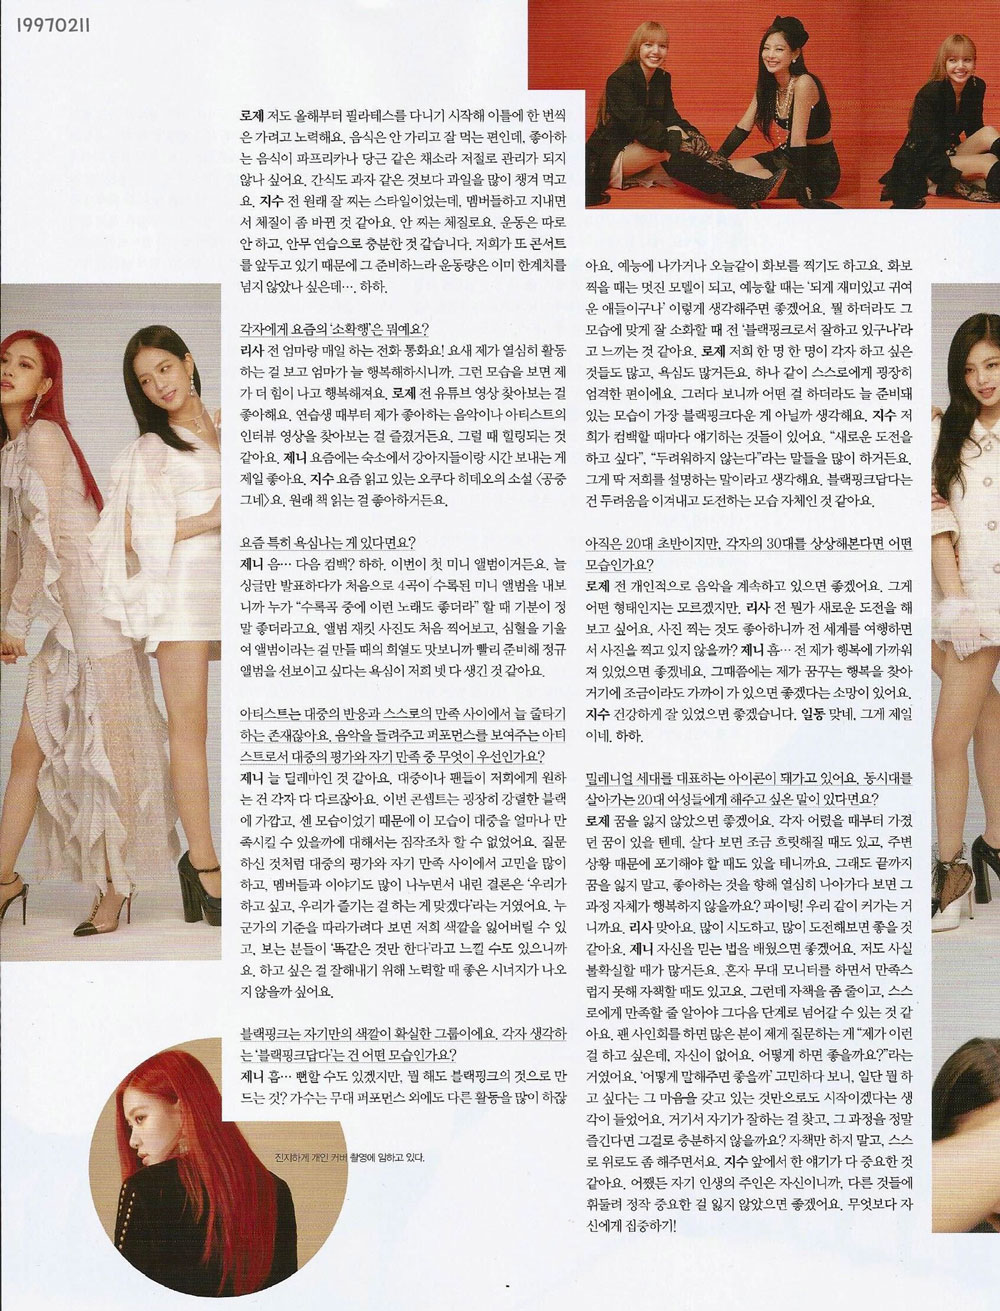 19970211
로제 저도 올해부터 필라테스를 다니기 시작해 이틀에 한 번씩
은 가려고 노력해요. 음식은 안 가리고 잘 먹는 편인데, 좋아하
는 음식이 파프리카나 당근 같은 채소라 저절로 관리가 되지
않나 싶어요. 간식도 과자 같은 것보다 과일을 많이 챙겨 먹고
요. 지수 전 원래 잘 찌는 스타일이었는데, 멤버들하고 지내면
서 체질이 좀 바뀐 것 같아요. 안 찌는 체질로요. 운동은 따로
안 하고, 안무 연습으로 충분한 것 같습니다. 저희가 또 콘서트
를 앞두고 있기 때문에 그 준비하느라 운동량은 이미 한계치를
넘지 않았나 싶은데…. 하하.
각자에게 요즘의 ‘소확행’은 뭐예요?
리사 전 엄마랑 매일 하는 전화 통화요! 요새 제가 열심히 활동
하는 걸 보고 엄마가 늘 행복해하시니까. 그런 모습을 보면 제
가 더 힘이 나고 행복해져요. 로제 전 유튜브 영상 찾아보는 걸
좋아해요. 연습생 때부터 제가 좋아하는 음악이나 아티스트의
인터뷰 영상을 찾아보는 걸 즐겼거든요. 그럴 때 힐링되는 것
같아요. 제니 요즘에는 숙소에서 강아지들이랑 시간 보내는 게
제일 좋아요. 지수 요즘 읽고 있는 오쿠다 히데오의 소설 <공중
그네>요. 원래 책 읽는 걸 좋아하거든요.
요즘 특히 욕심나는 게 있다면요?
제니 음… 다음 컴백? 하하. 이번이 첫 미니 앨범이거든요. 늘
싱글만 발표하다가 처음으로 4곡이 수록된 미니 앨범을 내보
니까 누가 “수록곡 중에 이런 노래도 좋더라” 할 때 기분이 정
말 좋더라고요. 앨범 재킷 사진도 처음 찍어보고, 심혈을 기울
여 앨범이라는 걸 만들 때의 희열도 맛보니까 빨리 준비해 정규
앨범을 선보이고 싶다는 욕심이 저희 넷 다 생긴 것 같아요.
아티스트는 대중의 반응과 스스로의 만족 사이에서 늘 줄타기
하는 존재잖아요. 음악을 들려주고 퍼포먼스를 보여주는 아티
스트로서 대중의 평가와 자기 만족 중 무엇이 우선인가요?
제니 늘 딜레마인 것 같아요. 대중이나 팬들이 저희에게 원하
는 건 각자 다 다르잖아요. 이번 콘셉트는 굉장히 강렬한 블랙
에 가깝고, 센 모습이었기 때문에 이 모습이 대중을 얼마나 만
족시킬 수 있을까에 대해서는 짐작조차 할 수 없었어요. 질문
하신 것처럼 대중의 평가와 자기 만족 사이에서 고민을 많이
하고, 멤버들과 이야기도 많이 나누면서 내린 결론은 ‘우리가
하고 싶고, 우리가 즐기는 걸 하는 게 맞겠다’라는 거였어요. 누
군가의 기준을 따라가려다 보면 저희 색깔을 잃어버릴 수 있
고, 보는 분들이 ‘똑같은 것만 한다’라고 느낄 수도 있으니까
요. 하고 싶은 걸 잘해내기 위해 노력할 때 좋은 시너지가 나오
지 않을까 싶어요.
블랙핑크는 자기만의 색깔이 확실한 그룹이에요. 각자 생각하
는 ‘블랙핑크답다’는 건 어떤 모습인가요?
제니 흠… 뻔할 수도 있겠지만, 뭘 해도 블랙핑크의 것으로 만
드는 것? 가수는 무대 퍼포먼스 외에도 다른 활동을 많이 하잖
진지하게 개인 커버 촬영에 임하고 있다.
아요. 예능에 나가거나 오늘같이 화보를 찍기도 하고요. 화보
찍을 때는 멋진 모델이 되고, 예능할 때는 ‘되게 재미있고 귀여
운 애들이구나’ 이렇게 생각해주면 좋겠어요. 뭘 하더라도 그
모습에 맞게 잘 소화할 때 전 ‘블랙핑크로서 잘하고 있구나’라
고 느끼는 것 같아요. 로제 저희 한 명 한 명이 각자 하고 싶은
것들도 많고, 욕심도 많거든요. 하나 같이 스스로에게 굉장히
엄격한 편이에요. 그러다 보니까 어떤 걸 하더라도 늘 준비돼
있는 모습이 가장 블랙핑크다운 게 아닐까 생각해요. 지수 저
희가 컴백할 때마다 얘기하는 것들이 있어요. “새로운 도전을
하고 싶다”, “두려워하지 않는다”라는 말들을 많이 하거든요.
그게 딱 저희를 설명하는 말이라고 생각해요. 블랙핑크답다는
건 두려움을 이겨내고 도전하는 모습 자체인 것 같아요.
아직은 20대 초반이지만, 각자의 30대를 상상해본다면 어떤
모습인가요?
로제 전 개인적으로 음악을 계속하고 있으면 좋겠어요. 그게
어떤 형태인지는 모르겠지만. 리사 전 뭔가 새로운 도전을 해
보고 싶어요. 사진 찍는 것도 좋아하니까 전 세계를 여행하면
서 사진을 찍고 있지 않을까? 제니 흠… 전 제가 행복에 가까워
져 있었으면 좋겠네요. 그때쯤에는 제가 꿈꾸는 행복을 찾아
거기에 조금이라도 가까이 가 있으면 좋겠다는 소망이 있어요.
지수 건강하게 잘 있었으면 좋겠습니다. 일동 맞네. 그게 제일
이네. 하하.
밀레니얼 세대를 대표하는 아이콘이 돼가고 있어요. 동시대를
살아가는 20대 여성들에게 해주고 싶은 말이 있다면요?
로제 꿈을 잃지 않았으면 좋겠어요. 각자 어렸을 때부터 가졌
던 꿈이 있을 텐데, 살다 보면 조금 흐릿해질 때도 있고, 주변
상황 때문에 포기해야 할 때도 있을 테니까요. 그래도 끝까지
꿈을 잃지 말고, 좋아하는 것을 향해 열심히 나아가다 보면 그
과정 자체가 행복하지 않을까요? 파이팅! 우리 같이 커가는 거
니까요. 리사 맞아요. 많이 시도하고, 많이 도전해보면 좋을 것
같아요. 제니 자신을 믿는 법을 배웠으면 좋겠어요. 저도 사실
불확실할 때가 많거든요. 혼자 무대 모니터를 하면서 만족스
럽지 못해 자책할 때도 있고요. 그런데 자책을 좀 줄이고, 스스
로에게 만족할 줄 알아야 그다음 단계로 넘어갈 수 있는 것 같
아요. 팬 사인회를 하면 많은 분이 제게 질문하는 게 “제가 이런
걸 하고 싶은데, 자신이 없어요. 어떻게 하면 좋을까요?”라는
거였어요. ‘어떻게 말해주면 좋을까’ 고민하다 보니, 일단 뭘 하
고 싶다는 그 마음을 갖고 있는 것만으로도 시작이겠다는 생
각이 들었어요. 거기서 자기가 잘하는 걸 찾고, 그 과정을 정말
즐긴다면 그걸로 충분하지 않을까요? 자책만 하지 말고, 스스
로 위로도 좀 해주면서요. 지수 앞에서 한 얘기가 다 중요한 것
같아요. 어쨌든 자기 인생의 주인은 자신이니까, 다른 것들에
휘둘려 정작 중요한 걸 잃지 않았으면 좋겠어요. 무엇보다 자
신에게 집중하기!